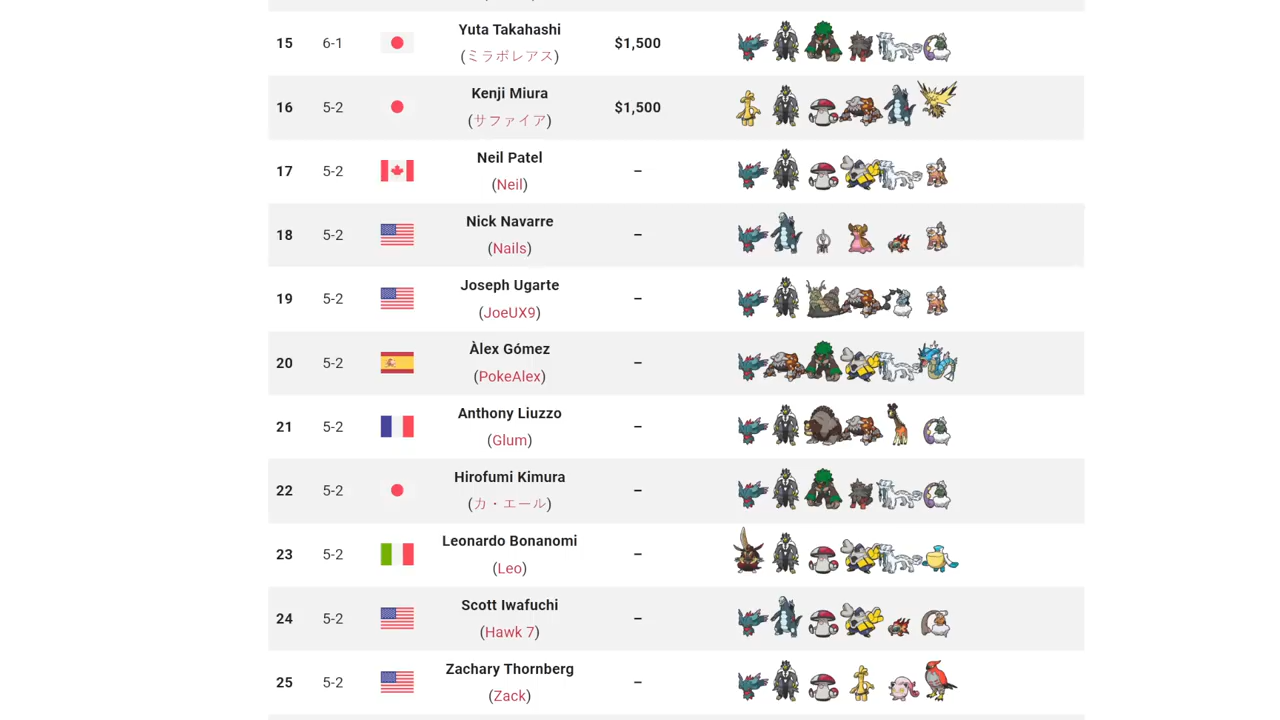 15 6-1 Yuta Takahashi $1,500
(ミラボレアス)
16 5-2 Kenji Miura $1,500
(サファイア)
17 5-2 Neil Patel –
(Neil)
18 5-2 Nick Navarre –
(Nails)
19 5-2 Joseph Ugarte –
(JoeUX9)
20 5-2 Àlex Gómez –
(PokeAlex)
21 5-2 Anthony Liuzzo –
(Glum)
22 5-2 Hirofumi Kimura –
(カ・エール)
23 5-2 Leonardo Bonanomi –
(Leo)
24 5-2 Scott Iwafuchi –
(Hawk 7)
25 5-2 Zachary Thornberg –
(Zack)